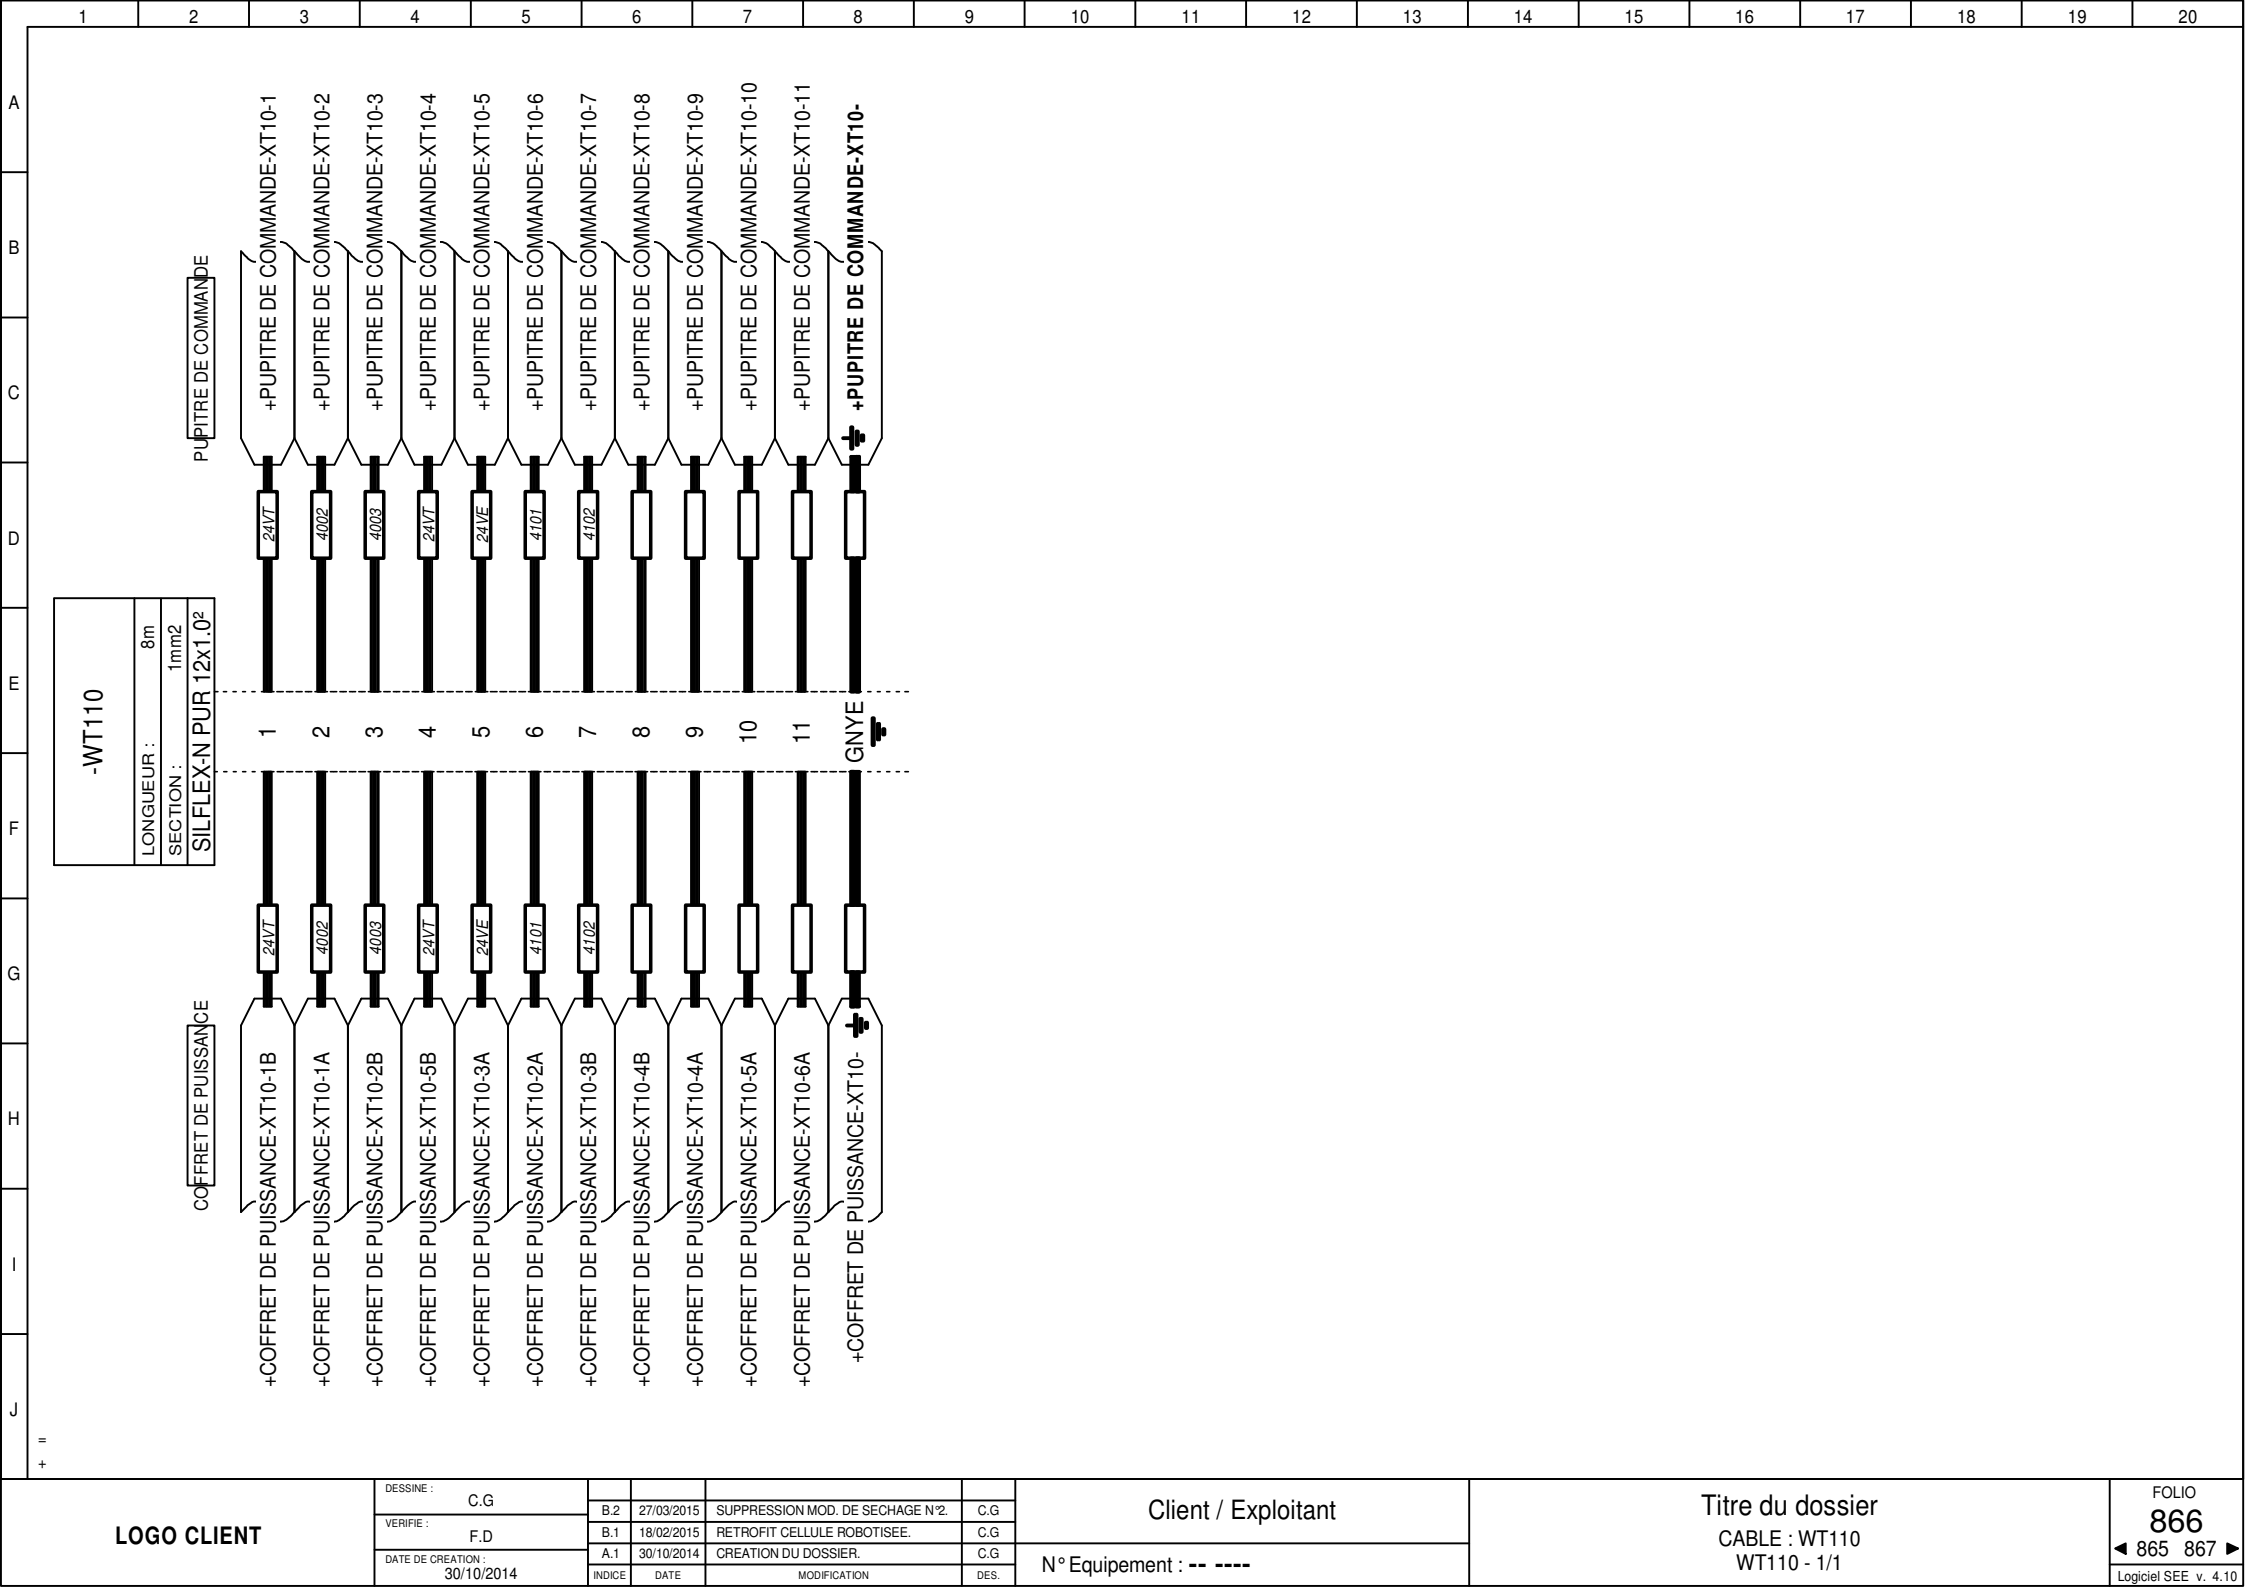 1 2 3 4 5 6 7 8 9 10 11 12 13 14 15 16 17 18 19 20
A
B
C
D
E
F
G
H
I
J
PUPITRE DE COMMANDE
+PUPITRE DE COMMANDE-XT10-1
+PUPITRE DE COMMANDE-XT10-2
+PUPITRE DE COMMANDE-XT10-3
+PUPITRE DE COMMANDE-XT10-4
+PUPITRE DE COMMANDE-XT10-5
+PUPITRE DE COMMANDE-XT10-6
+PUPITRE DE COMMANDE-XT10-7
+PUPITRE DE COMMANDE-XT10-8
+PUPITRE DE COMMANDE-XT10-9
+PUPITRE DE COMMANDE-XT10-10
+PUPITRE DE COMMANDE-XT10-11
+PUPITRE DE COMMANDE-XT10-
24VT 4002 4003 24VT 24VE 4101 4102
-WT110
LONGUEUR : 8m
SECTION : 1mm2
SILFLEX-N PUR 12x1.0²
1 2 3 4 5 6 7 8 9 10 11 GNYE
24VT 4002 4003 24VT 24VE 4101 4102
COFFRET DE PUISSANCE
+COFFRET DE PUISSANCE-XT10-1B
+COFFRET DE PUISSANCE-XT10-1A
+COFFRET DE PUISSANCE-XT10-2B
+COFFRET DE PUISSANCE-XT10-5B
+COFFRET DE PUISSANCE-XT10-3A
+COFFRET DE PUISSANCE-XT10-2A
+COFFRET DE PUISSANCE-XT10-3B
+COFFRET DE PUISSANCE-XT10-4B
+COFFRET DE PUISSANCE-XT10-4A
+COFFRET DE PUISSANCE-XT10-5A
+COFFRET DE PUISSANCE-XT10-6A
+COFFRET DE PUISSANCE-XT10-
=
+
LOGO CLIENT
DESSINE :
C.G
VERIFIE :
F.D
DATE DE CREATION :
30/10/2014
B.2 27/03/2015 SUPPRESSION MOD. DE SECHAGE N°2. C.G
B.1 18/02/2015 RETROFIT CELLULE ROBOTISEE. C.G
A.1 30/10/2014 CREATION DU DOSSIER. C.G
INDICE DATE MODIFICATION DES.
Client / Exploitant
N° Equipement : -- ----
Titre du dossier
CABLE : WT110
WT110 - 1/1
FOLIO
866
◄ 865 867 ►
Logiciel SEE v. 4.10